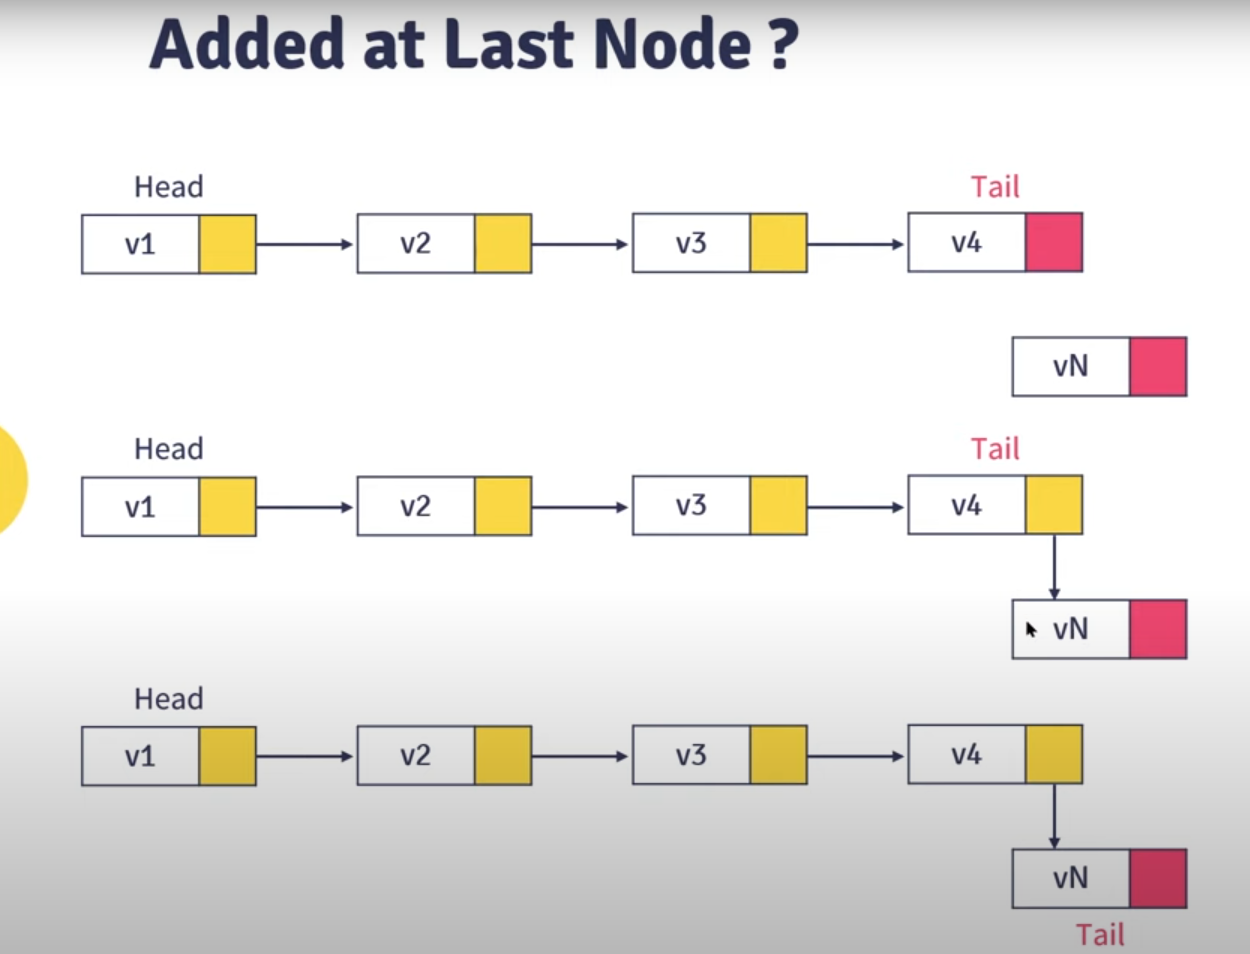 Added at Last Node ?
Head Tail
v1 v2 v3 v4
vN
Head Tail
v1 v2 v3 v4
vN
Head
v1 v2 v3 v4
vN
Tail